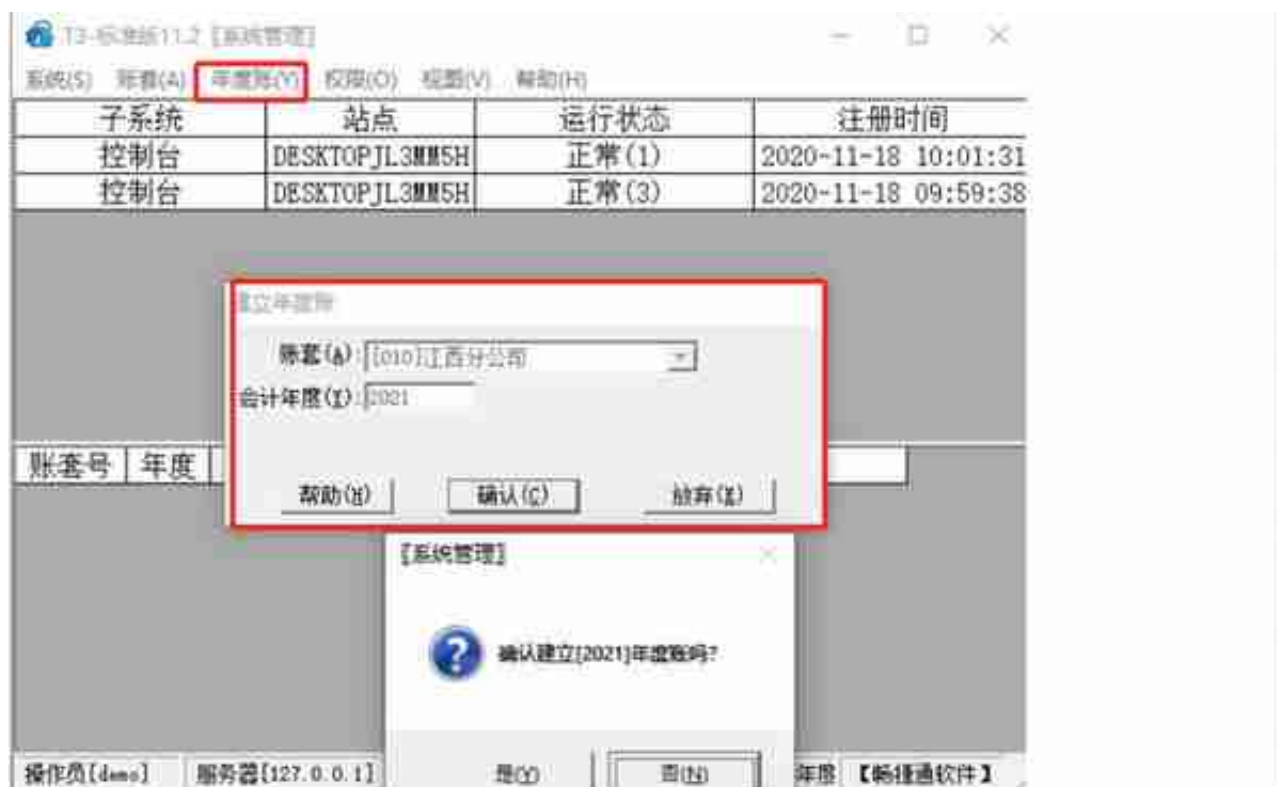 T3-标准版11.2 [系统管理]
系统(S) 账套(A) 年度账(Y) 权限(O) 视图(V) 帮助(H)
子系统 站点 运行状态 注册时间
控制台 DESKTOPJL3MM5H 正常(1) 2020-11-18 10:01:31
控制台 DESKTOPJL3MM5H 正常(3) 2020-11-18 09:59:38
建立年度账
账套(A): [010]江西分公司
会计年度(Y): 2021
账套号 年度
帮助(H) 确认(C) 放弃(X)
【系统管理】
确认建立[2021]年度账吗?
是(Y) 否(N)
操作员[demo] 服务器[127.0.0.1] 年度 【畅捷通软件】